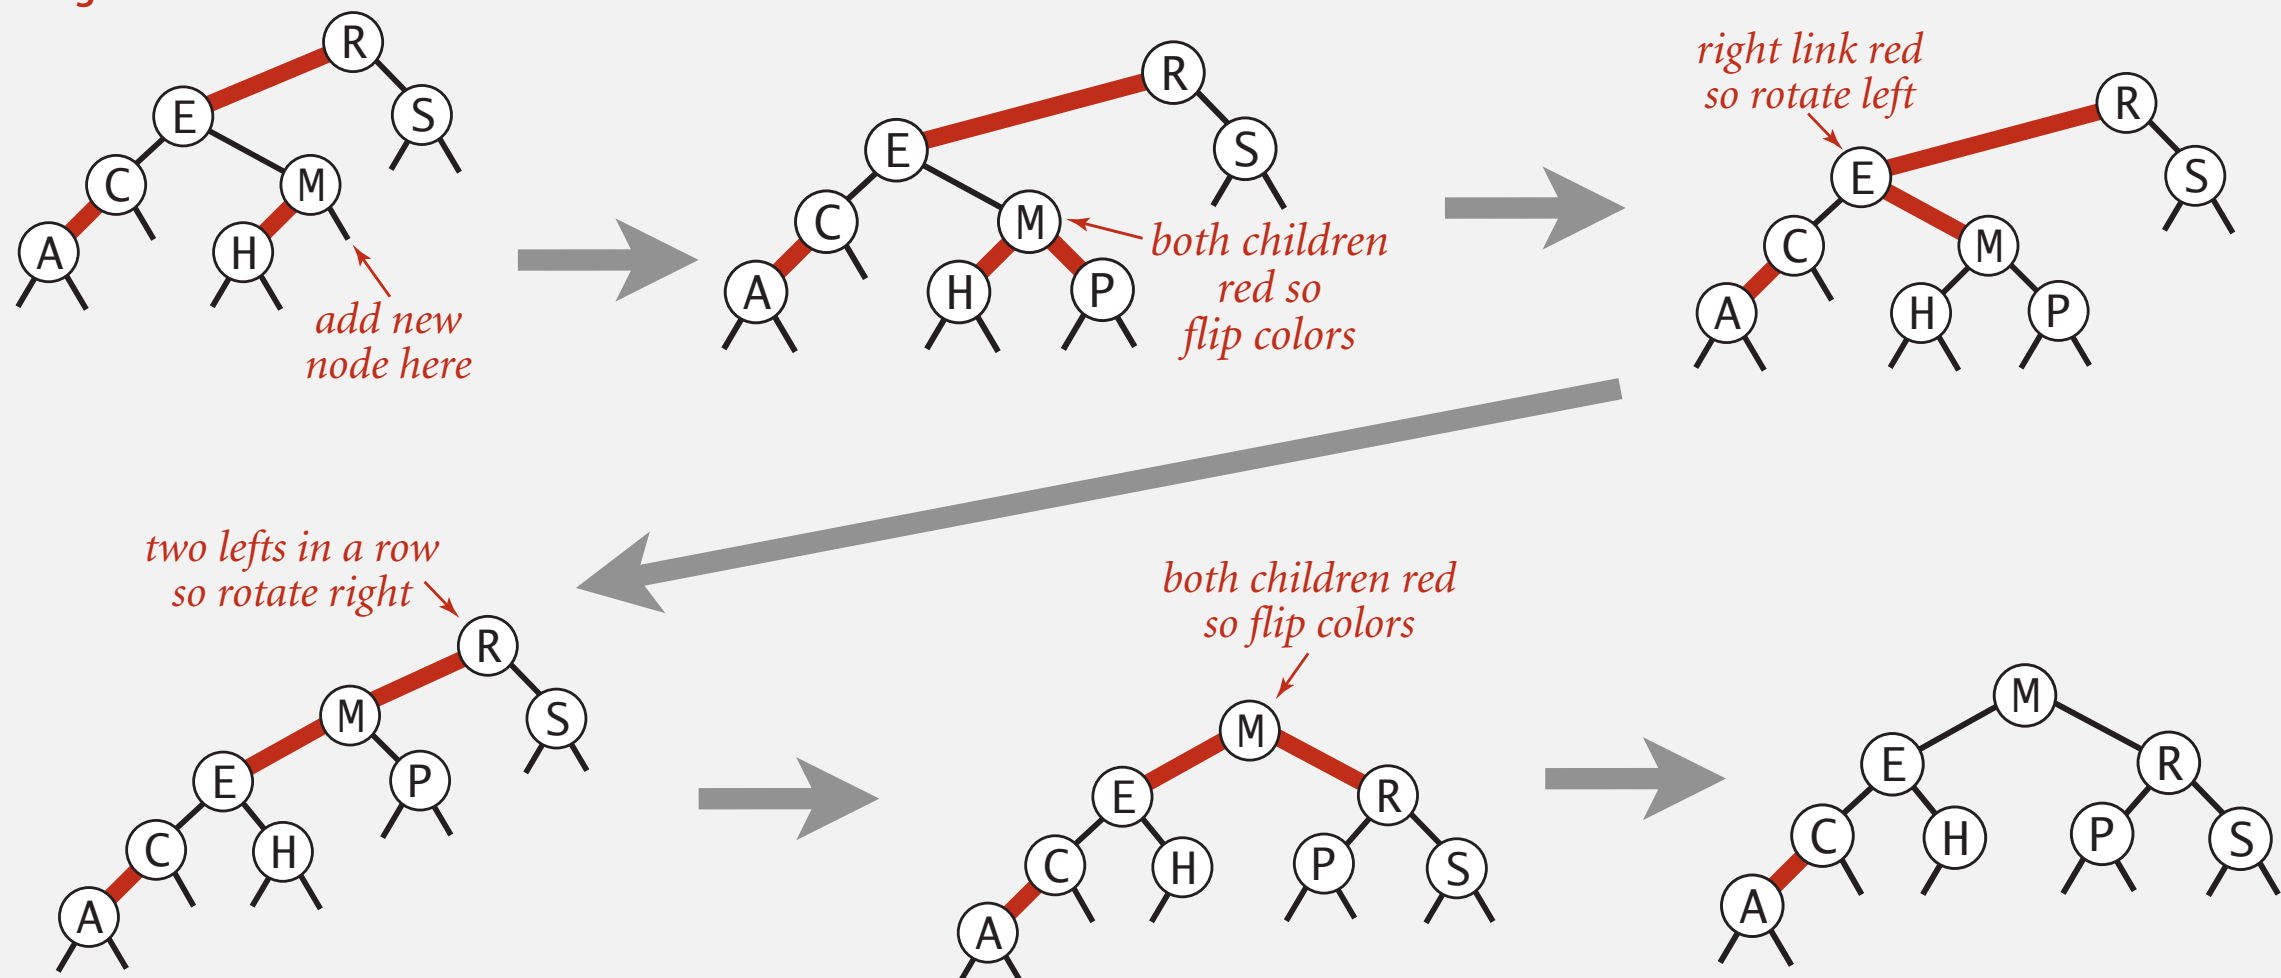 R
E
S
C
M
A
H
add new
node here
R
E
S
C
M
A
H
P
both children
red so
flip colors
right link red
so rotate left
R
E
S
C
M
A
H
P
two lefts in a row
so rotate right
R
M
S
E
P
C
H
A
both children red
so flip colors
M
E
R
C
H
P
S
A
M
E
R
C
H
P
S
A